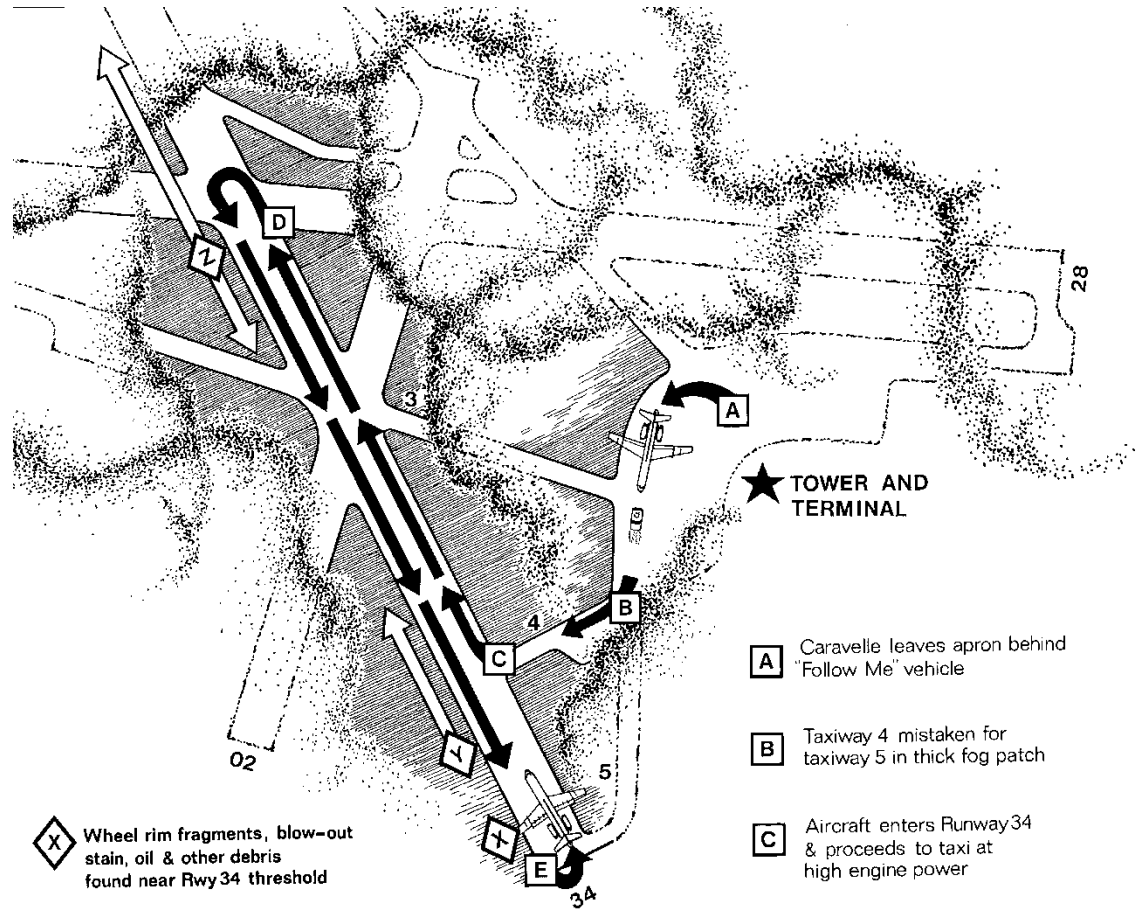 D
N
28
3
A
TOWER AND
TERMINAL
B
4
C
02
Y
5
X
E
34
A Caravelle leaves apron behind
"Follow Me" vehicle
B Taxiway 4 mistaken for
taxiway 5 in thick fog patch
C Aircraft enters Runway 34
& proceeds to taxi at
high engine power
X Wheel rim fragments, blow-out
stain, oil & other debris
found near Rwy 34 threshold